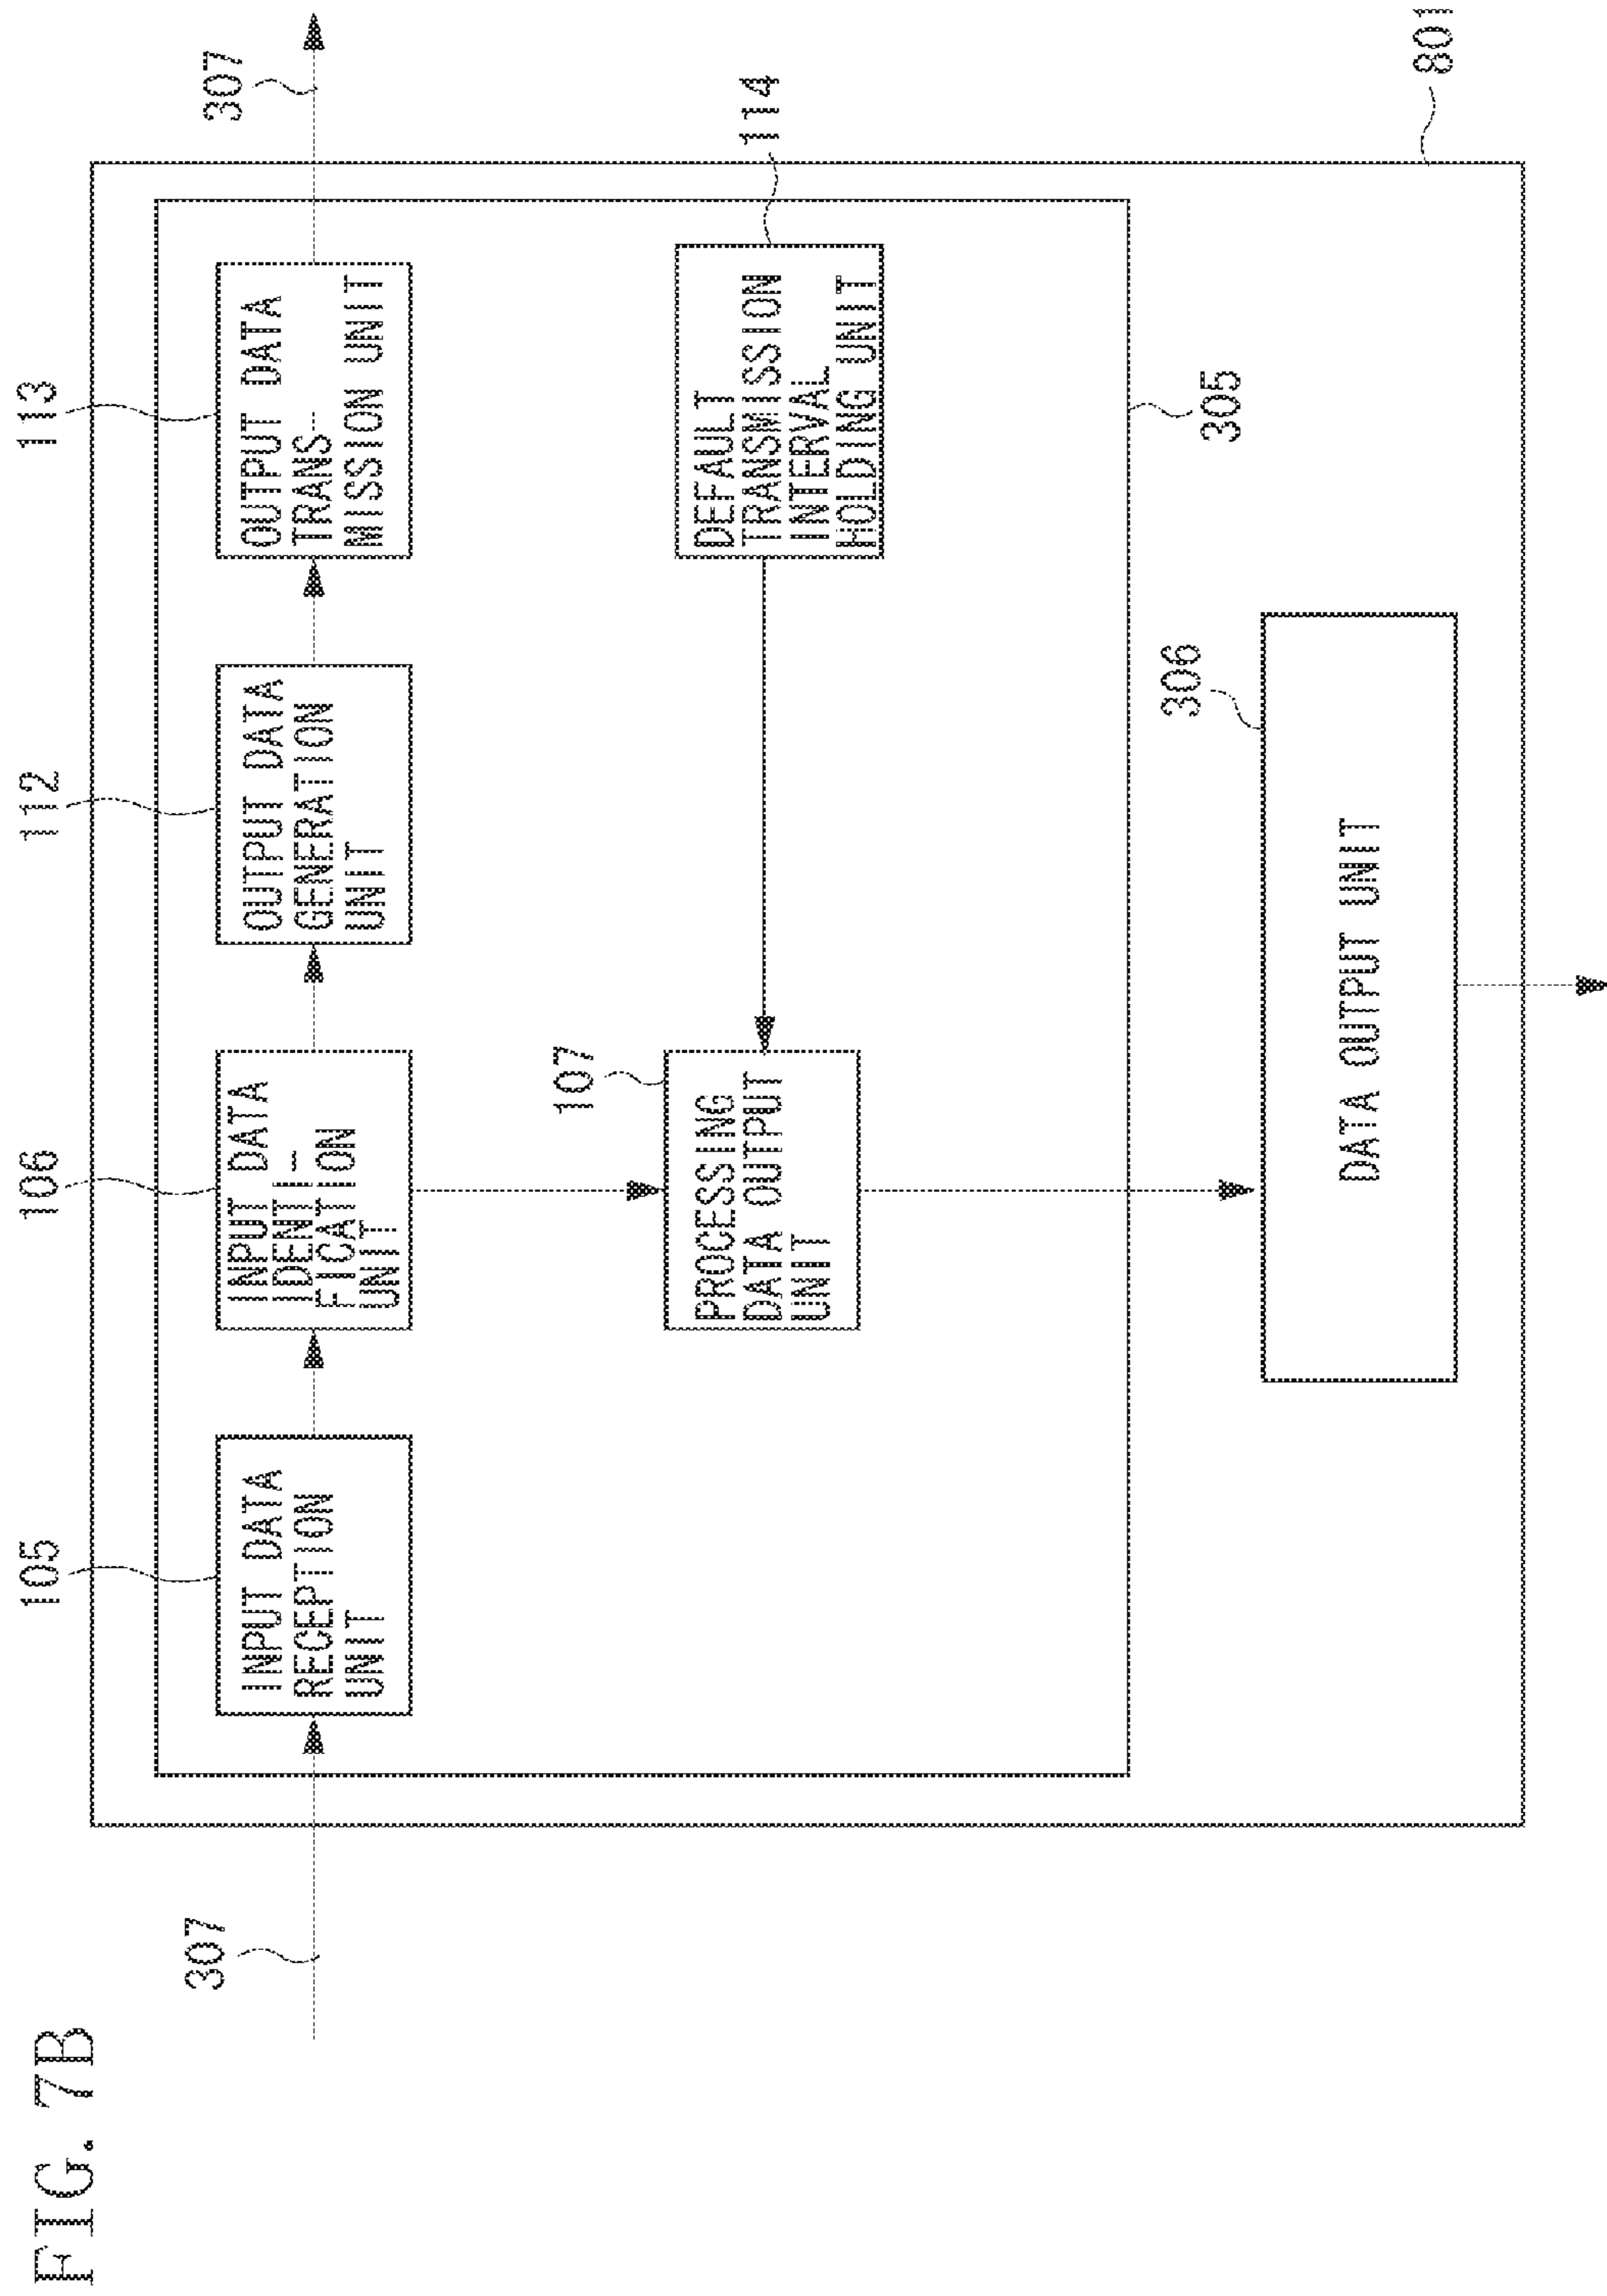 FIG. 7B
307
105
INPUT DATA
RECEPTION
UNIT
106
INPUT DATA
IDENTI-
FICATION
UNIT
112
OUTPUT DATA
GENERATION
UNIT
113
OUTPUT DATA
TRANS-
MISSION UNIT
307
107
PROCESSING
DATA OUTPUT
UNIT
114
DEFAULT
TRANSMISSION
INTERVAL
HOLDING UNIT
305
306
DATA OUTPUT UNIT
801